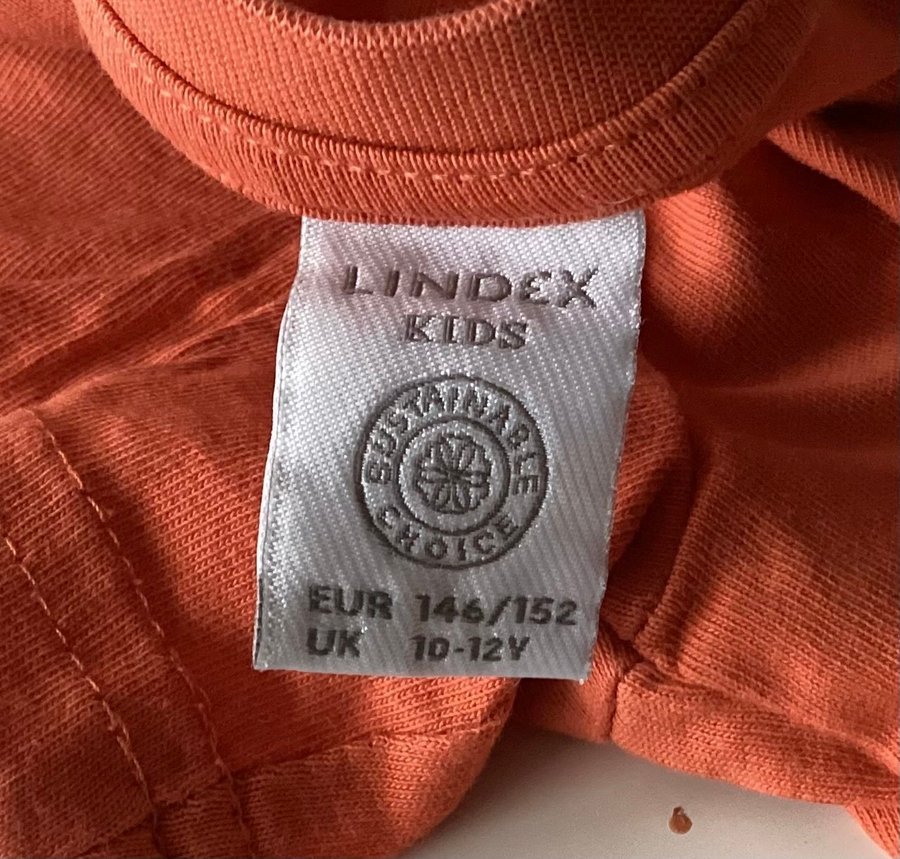 LINDEX
KIDS
SUSTAINABLE
CHOICE
EUR 146/152
UK 10-12Y